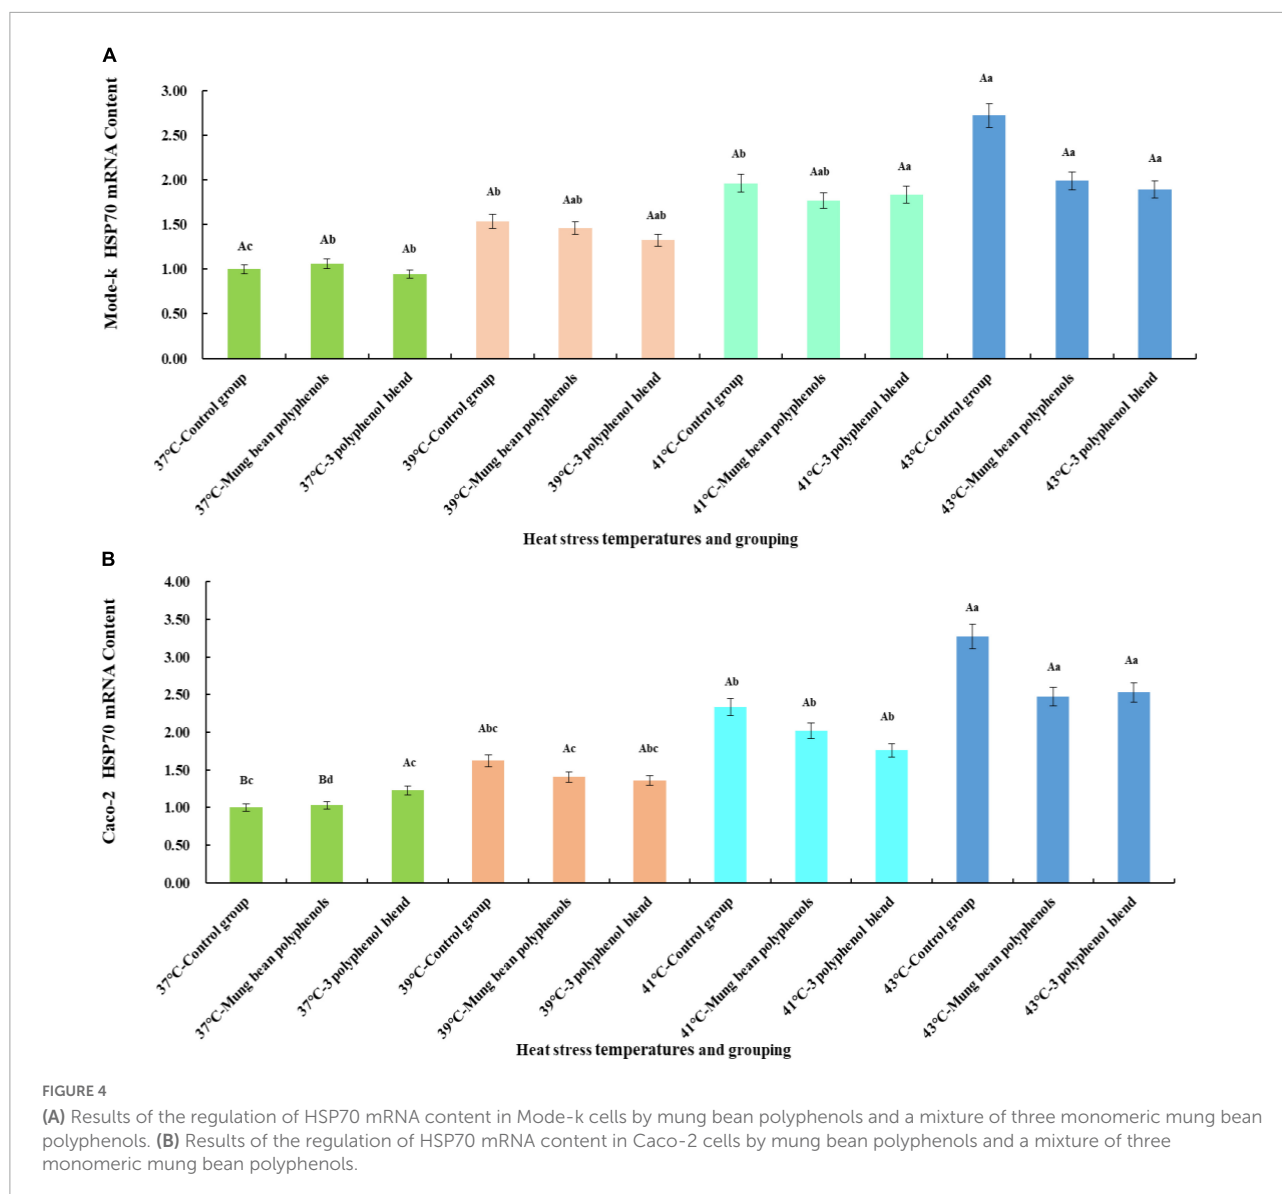 A
Mode-k HSP70 mRNA Content
3.00
2.50
2.00
1.50
1.00
0.50
0.00
Ac
Ab
Ab
Ab
Aab
Aab
Ab
Aab
Aa
Aa
Aa
Aa
37°C-Control group
37°C-Mung bean polyphenols
37°C-3 polyphenol blend
39°C-Control group
39°C-Mung bean polyphenols
39°C-3 polyphenol blend
41°C-Control group
41°C-Mung bean polyphenols
41°C-3 polyphenol blend
43°C-Control group
43°C-Mung bean polyphenols
43°C-3 polyphenol blend
Heat stress temperatures and grouping
B
Caco-2 HSP70 mRNA Content
4.00
3.50
3.00
2.50
2.00
1.50
1.00
0.50
0.00
Bc
Bd
Ac
Abc
Ac
Abc
Ab
Ab
Ab
Aa
Aa
Aa
37°C-Control group
37°C-Mung bean polyphenols
37°C-3 polyphenol blend
39°C-Control group
39°C-Mung bean polyphenols
39°C-3 polyphenol blend
41°C-Control group
41°C-Mung bean polyphenols
41°C-3 polyphenol blend
43°C-Control group
43°C-Mung bean polyphenols
43°C-3 polyphenol blend
Heat stress temperatures and grouping
FIGURE 4
(A) Results of the regulation of HSP70 mRNA content in Mode-k cells by mung bean polyphenols and a mixture of three monomeric mung bean
polyphenols. (B) Results of the regulation of HSP70 mRNA content in Caco-2 cells by mung bean polyphenols and a mixture of three
monomeric mung bean polyphenols.